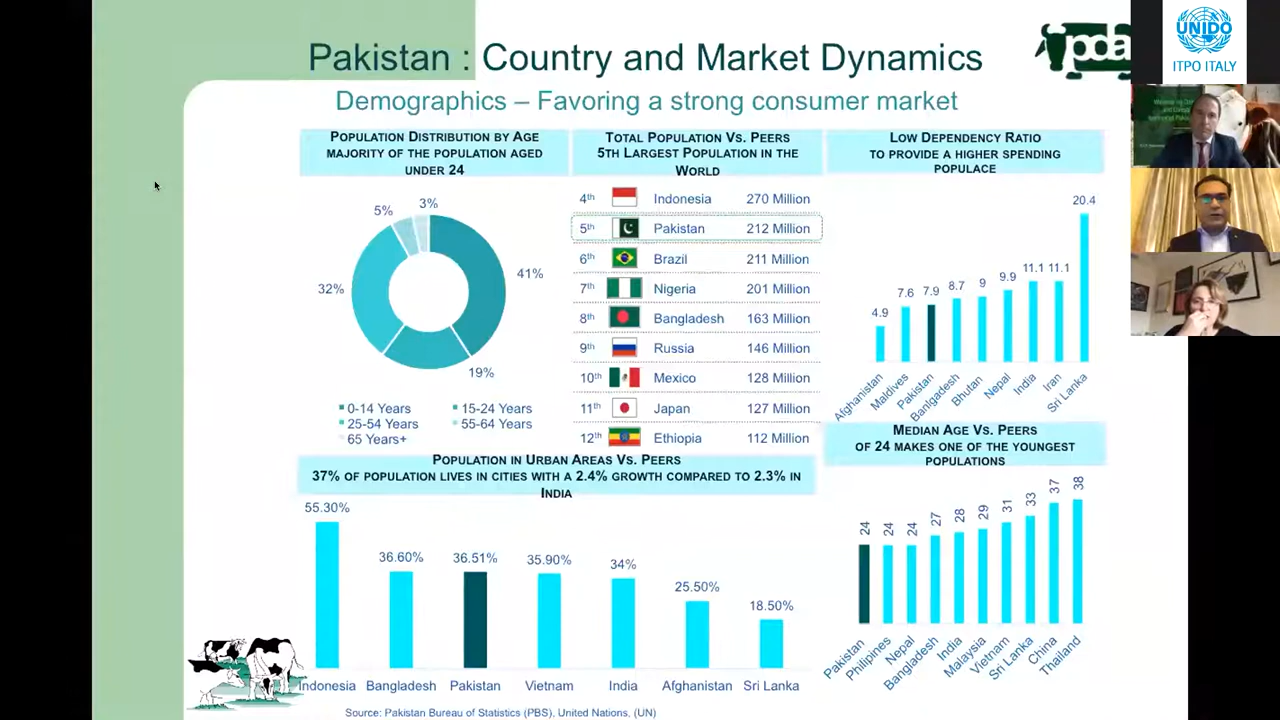 Pakistan : Country and Market Dynamics
pda
UNIDO
ITPO ITALY
Demographics – Favoring a strong consumer market
POPULATION DISTRIBUTION BY AGE
MAJORITY OF THE POPULATION AGED
UNDER 24
5%
3%
41%
32%
19%
0-14 Years
15-24 Years
25-54 Years
55-64 Years
65 Years+
TOTAL POPULATION VS. PEERS
5TH LARGEST POPULATION IN THE
WORLD
4th Indonesia 270 Million
5th Pakistan 212 Million
6th Brazil 211 Million
7th Nigeria 201 Million
8th Bangladesh 163 Million
9th Russia 146 Million
10th Mexico 128 Million
11th Japan 127 Million
12th Ethiopia 112 Million
LOW DEPENDENCY RATIO
TO PROVIDE A HIGHER SPENDING
POPULACE
4.9 7.6 7.9 8.7 9 9.9 11.1 11.1 20.4
Afghanistan Maldives Pakistan Bangladesh Bhutan Nepal India Iran Sri Lanka
POPULATION IN URBAN AREAS VS. PEERS
37% OF POPULATION LIVES IN CITIES WITH A 2.4% GROWTH COMPARED TO 2.3% IN
INDIA
55.30% 36.60% 36.51% 35.90% 34% 25.50% 18.50%
Indonesia Bangladesh Pakistan Vietnam India Afghanistan Sri Lanka
MEDIAN AGE VS. PEERS
OF 24 MAKES ONE OF THE YOUNGEST
POPULATIONS
24 24 24 27 28 29 31 33 37 38
Pakistan Philipines Nepal Bangladesh India Malaysia Vietnam Sri Lanka China Thailand
Source: Pakistan Bureau of Statistics (PBS), United Nations, (UN)